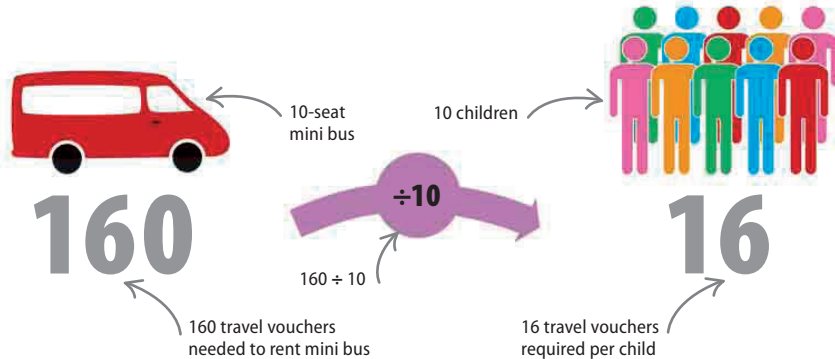 10-seat
mini bus
10 children
÷10
160
16
160 ÷ 10
160 travel vouchers
needed to rent mini bus
16 travel vouchers
required per child